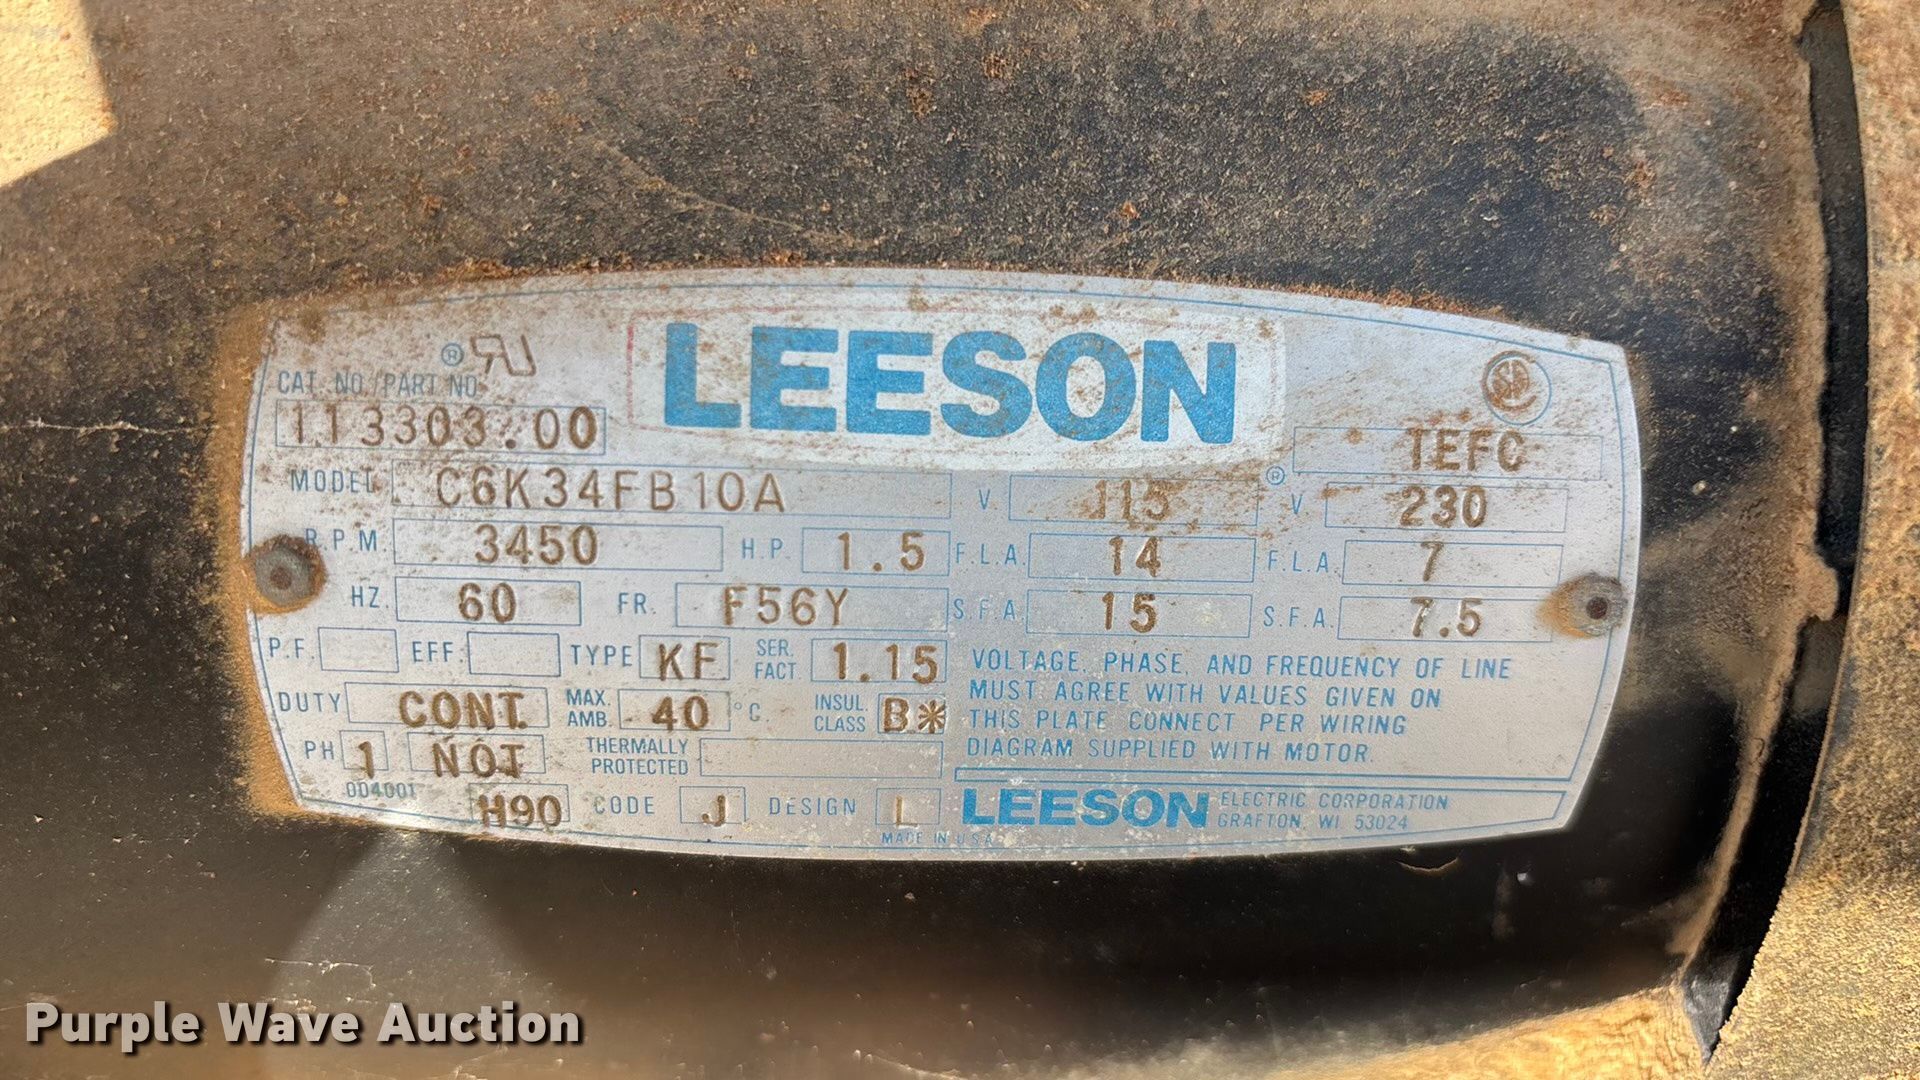 ® UR
LEESON
®
SA
CAT. NO./PART NO.
113303.00
TEFC
MODEL C6K34FB10A V. 115 V 230
R.P.M. 3450 H.P. 1.5 F.L.A. 14 F.L.A. 7
HZ. 60 FR. F56Y S.F.A. 15 S.F.A. 7.5
P.F. EFF. TYPE KF SER. FACT. 1.15
DUTY CONT. MAX. AMB. 40 °C. INSUL. CLASS B*
PH 1 NOT THERMALLY PROTECTED
004001 H90 CODE J DESIGN L
VOLTAGE, PHASE, AND FREQUENCY OF LINE
MUST AGREE WITH VALUES GIVEN ON
THIS PLATE CONNECT PER WIRING
DIAGRAM SUPPLIED WITH MOTOR.
LEESON ELECTRIC CORPORATION
GRAFTON, WI. 53024
MADE IN U.S.A.
Purple Wave Auction